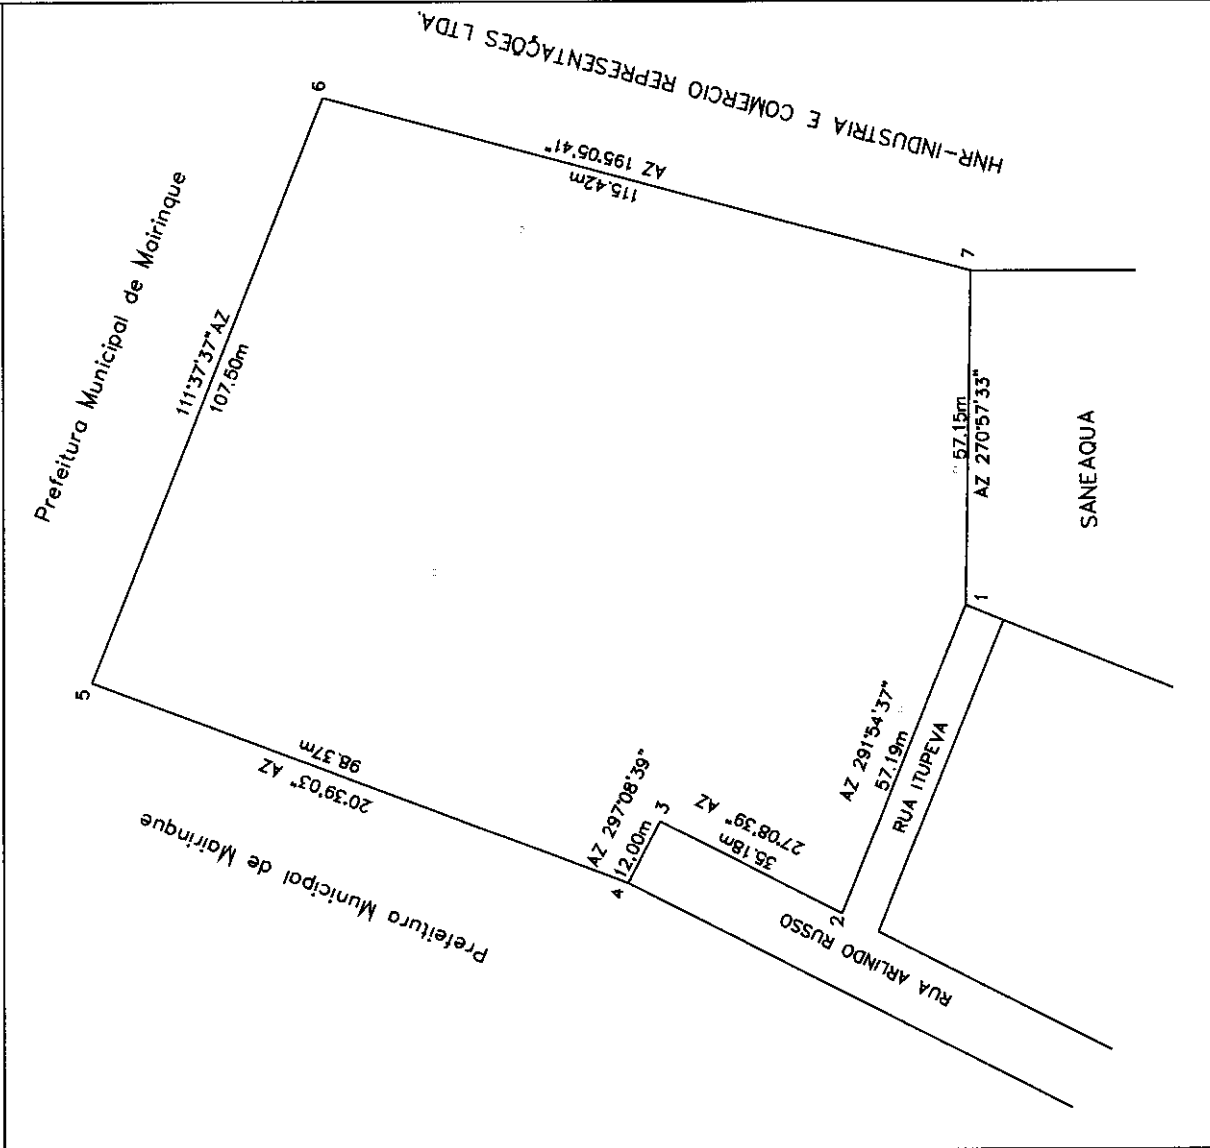 HNR-INDUSTRIA E COMERCIO REPRESENTAÇÕES LTDA.
6
Prefeitura Municipal de Mairinque
AZ 195°05'41"
115.42m
111°37'37" AZ
107.50m
7
57.15m
AZ 270°57'33"
SANEAQUA
1
5
98.37m
20°39'03" AZ
Prefeitura Municipal de Mairinque
AZ 297°08'39"
12.00m
3
4
27°08'39" AZ
35.18m
AZ 291°54'37"
57.19m
RUA ITUPEVA
2
RUA ARLINDO RUSSO